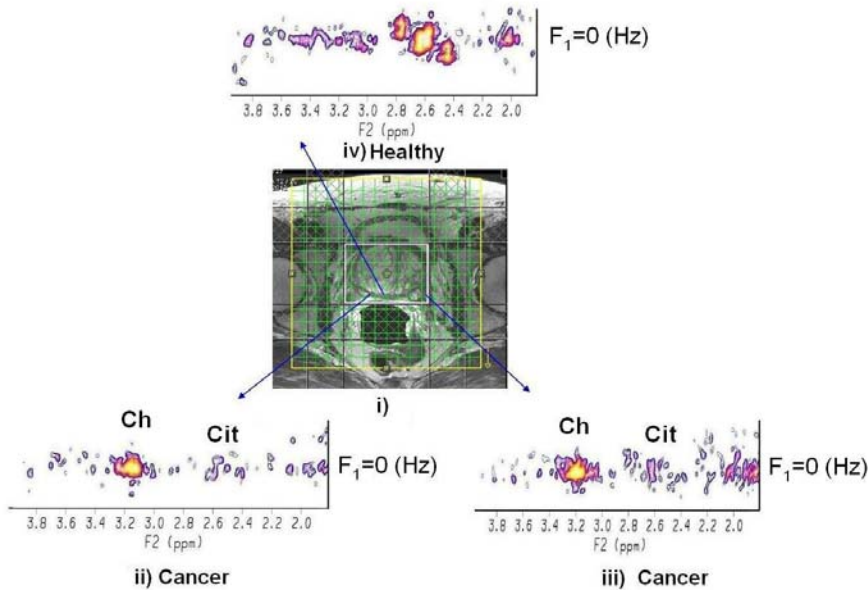 F1=0 (Hz)
3.8 3.6 3.4 3.2 3.0 2.8 2.6 2.4 2.2 2.0
F2 (ppm)
iv) Healthy
i)
Ch
Cit
F1=0 (Hz)
3.8 3.6 3.4 3.2 3.0 2.8 2.6 2.4 2.2 2.0
F2 (ppm)
ii) Cancer
Ch
Cit
F1=0 (Hz)
3.8 3.6 3.4 3.2 3.0 2.8 2.6 2.4 2.2 2.0
F2 (ppm)
iii) Cancer